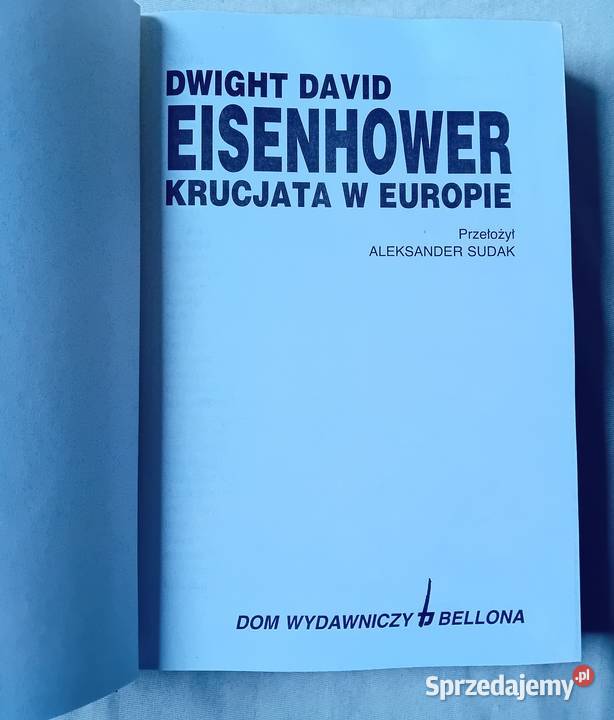 DWIGHT DAVID
EISENHOWER
KRUCJATA W EUROPIE
Przełożył
ALEKSANDER SUDAK
DOM WYDAWNICZY BELLONA
Sprzedajemy.pl